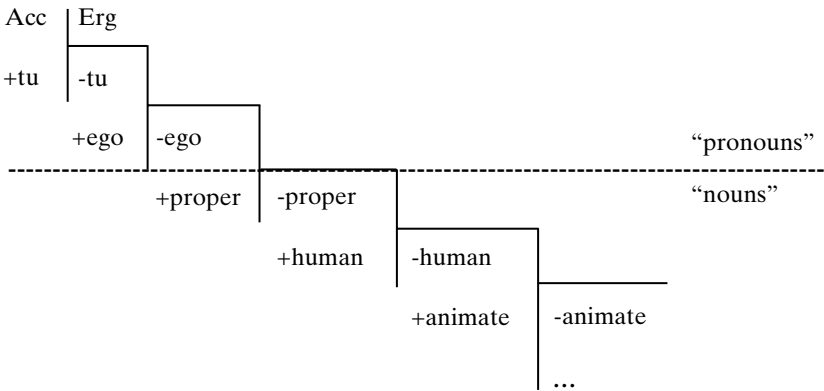 Acc Erg
+tu -tu
+ego -ego “pronouns”
+proper -proper “nouns”
+human -human
+animate -animate
...